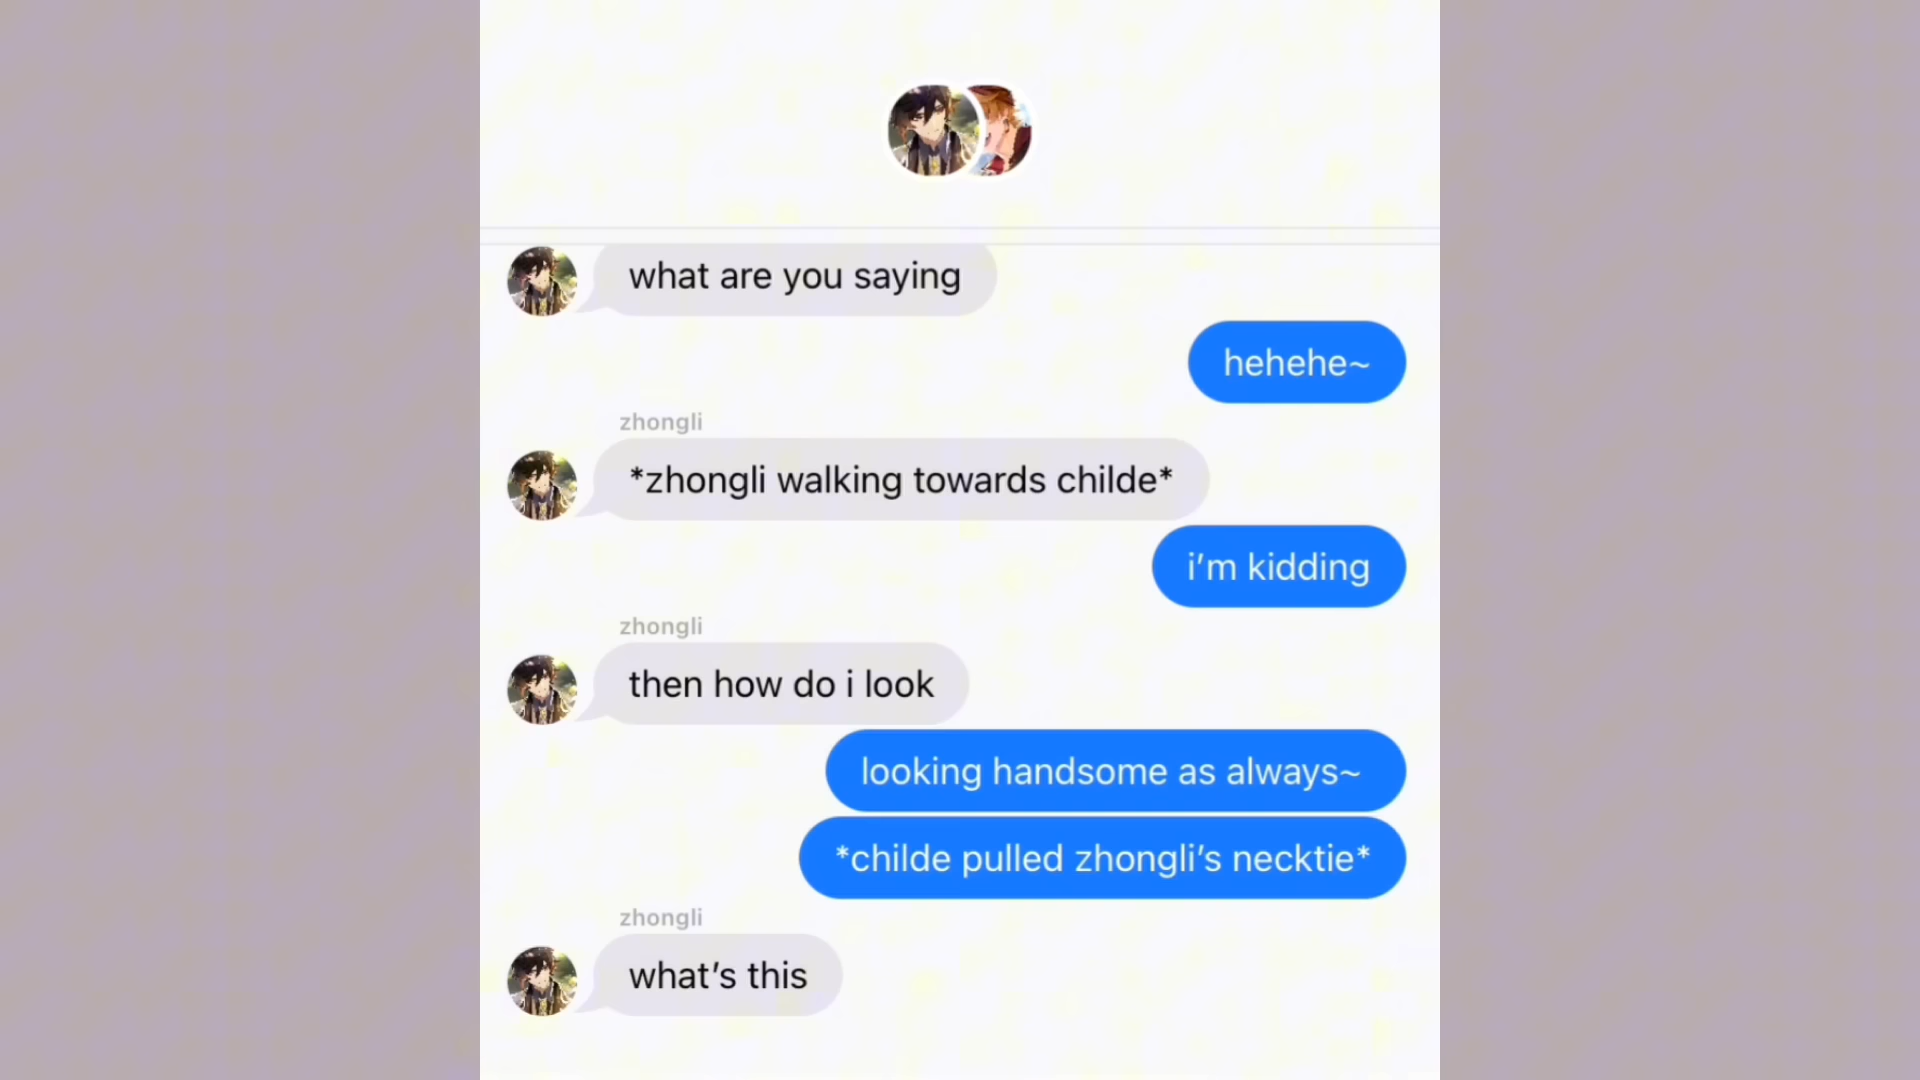 what are you saying
hehehe~
zhongli
*zhongli walking towards childe*
i’m kidding
zhongli
then how do i look
looking handsome as always~
*childe pulled zhongli’s necktie*
zhongli
what’s this